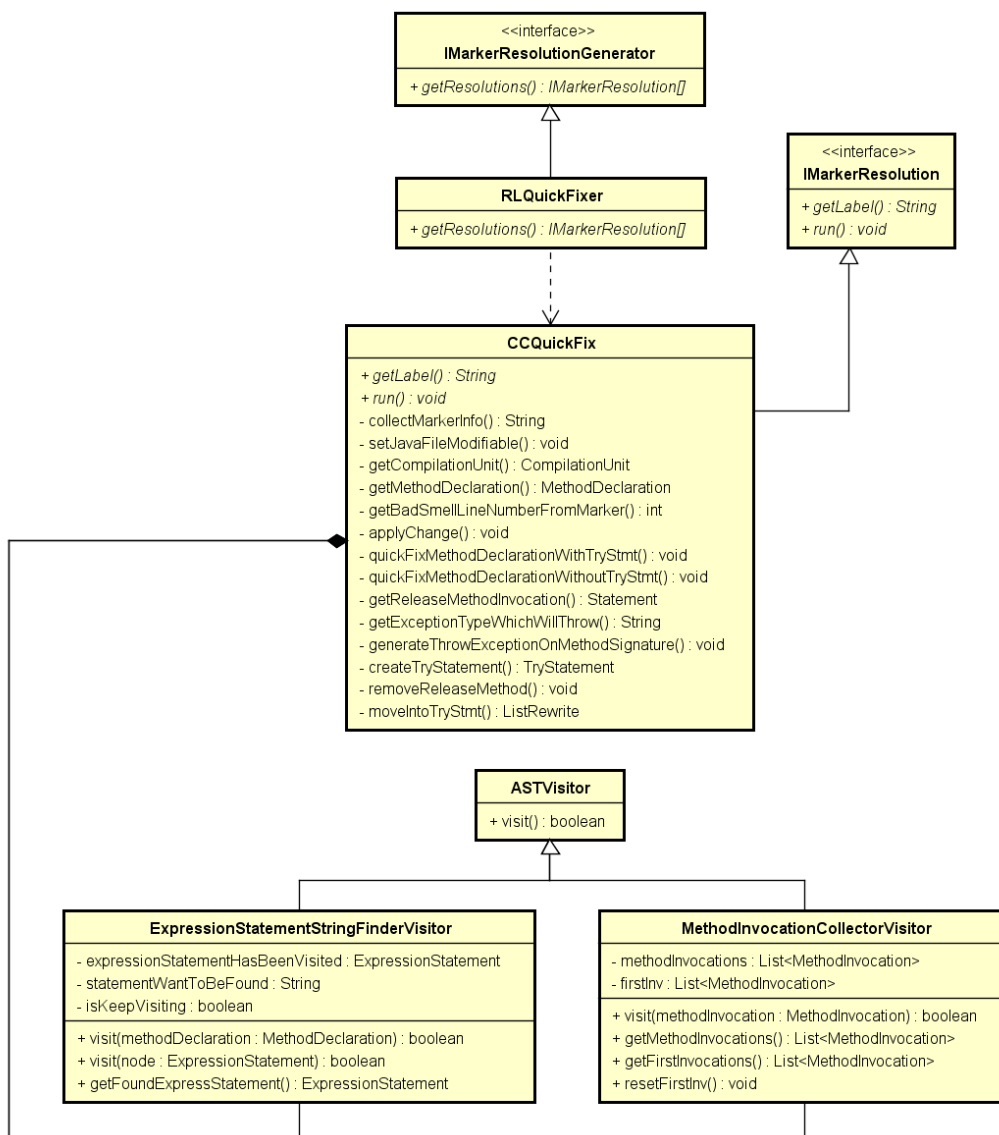 <<interface>>
IMarkerResolutionGenerator
+ getResolutions() : IMarkerResolution[]
<<interface>>
IMarkerResolution
+ getLabel() : String
+ run() : void
RLQuickFixer
+ getResolutions() : IMarkerResolution[]
CCQuickFix
+ getLabel() : String
+ run() : void
- collectMarkerInfo() : String
- setJavaFileModifiable() : void
- getCompilationUnit() : CompilationUnit
- getMethodDeclaration() : MethodDeclaration
- getBadSmellLineNumberFromMarker() : int
- applyChange() : void
- quickFixMethodDeclarationWithTryStmt() : void
- quickFixMethodDeclarationWithoutTryStmt() : void
- getReleaseMethodInvocation() : Statement
- getExceptionTypeWhichWillThrow() : String
- generateThrowExceptionOnMethodSignature() : void
- createTryStatement() : TryStatement
- removeReleaseMethod() : void
- moveIntoTryStmt() : ListRewrite
ASTVisitor
+ visit() : boolean
ExpressionStatementStringFinderVisitor
- expressionStatementHasBeenVisited : ExpressionStatement
- statementWantToBeFound : String
- isKeepVisiting : boolean
+ visit(methodDeclaration : MethodDeclaration) : boolean
+ visit(node : ExpressionStatement) : boolean
+ getFoundExpressStatement() : ExpressionStatement
MethodInvocationCollectorVisitor
- methodInvocations : List<MethodInvocation>
- firstInv : List<MethodInvocation>
+ visit(methodInvocation : MethodInvocation) : boolean
+ getMethodInvocations() : List<MethodInvocation>
+ getFirstInvocations() : List<MethodInvocation>
+ resetFirstInv() : void